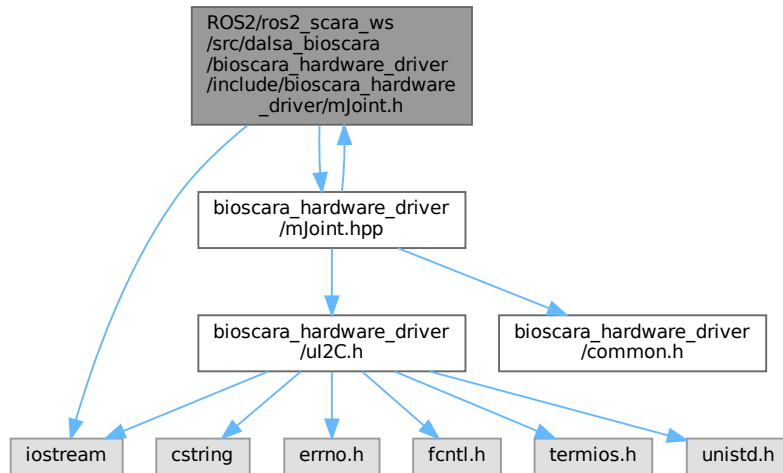 ROS2/ros2_scara_ws
/src/dalsa_bioscara
/bioscara_hardware_driver
/include/bioscara_hardware
_driver/mJoint.h
bioscara_hardware_driver
/mJoint.hpp
bioscara_hardware_driver
/uI2C.h
bioscara_hardware_driver
/common.h
iostream
cstring
errno.h
fcntl.h
termios.h
unistd.h